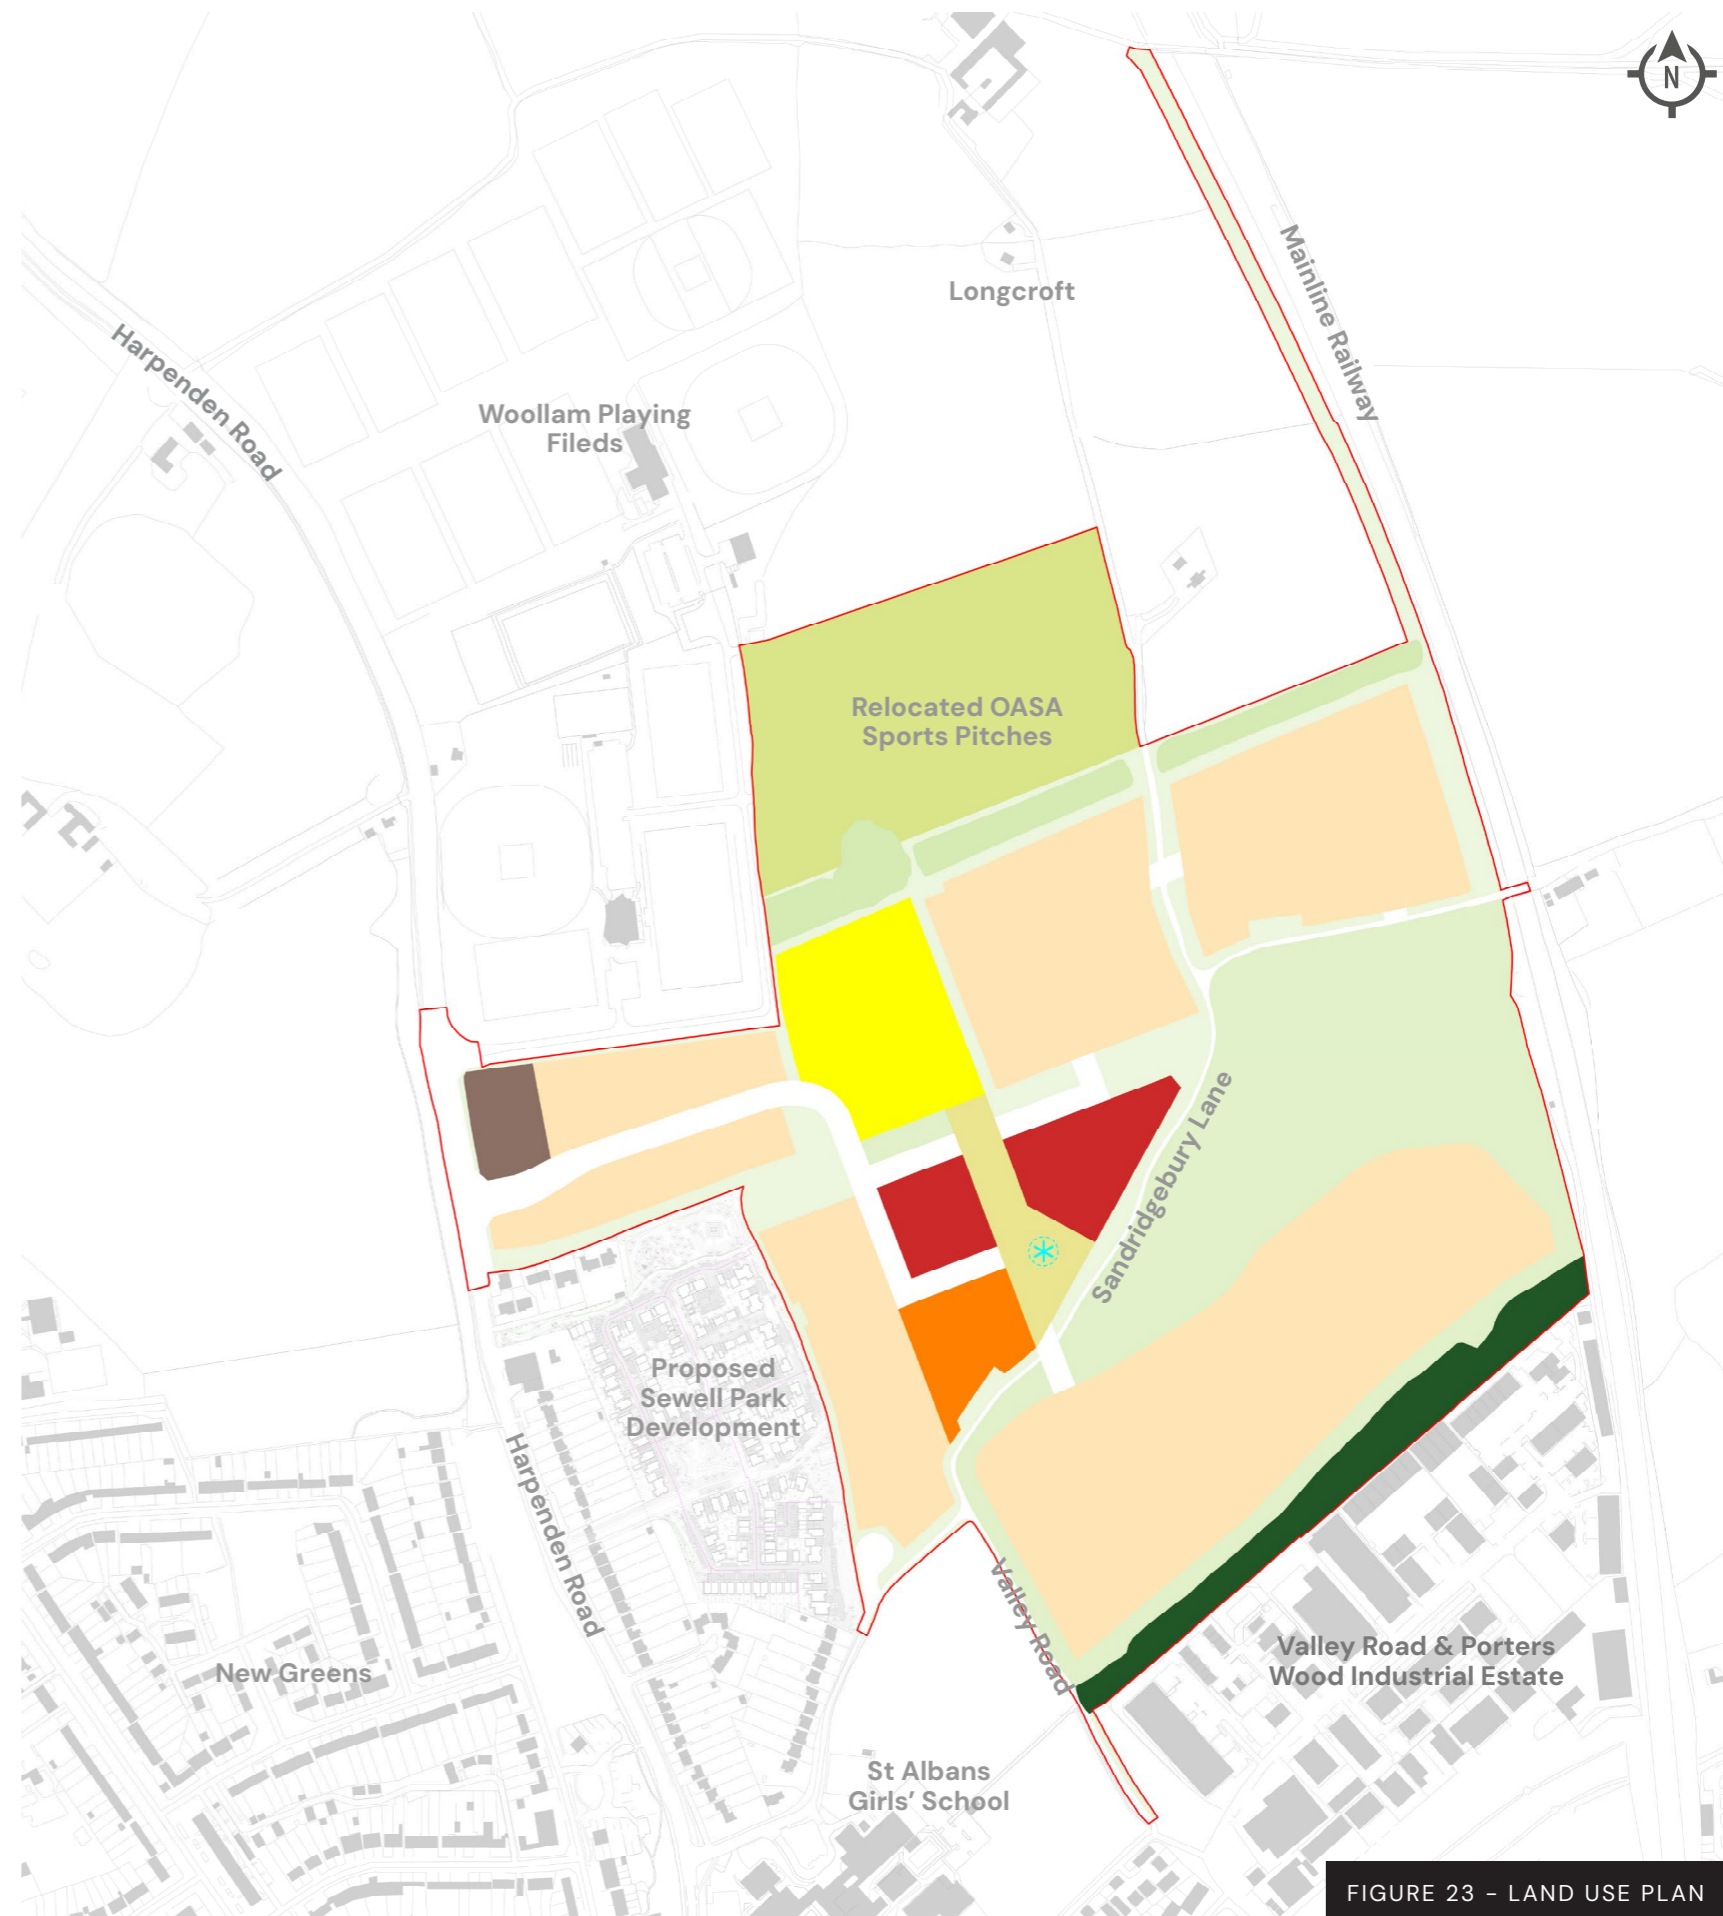 N
Mainline Railway
Longcroft
Harpenden Road
Woollam Playing
Fileds
Relocated OASA
Sports Pitches
Sandridgebury Lane
Proposed
Sewell Park
Development
Harpenden Road
Valley Road
New Greens
Valley Road & Porters
Wood Industrial Estate
St Albans
Girls' School
FIGURE 23 - LAND USE PLAN